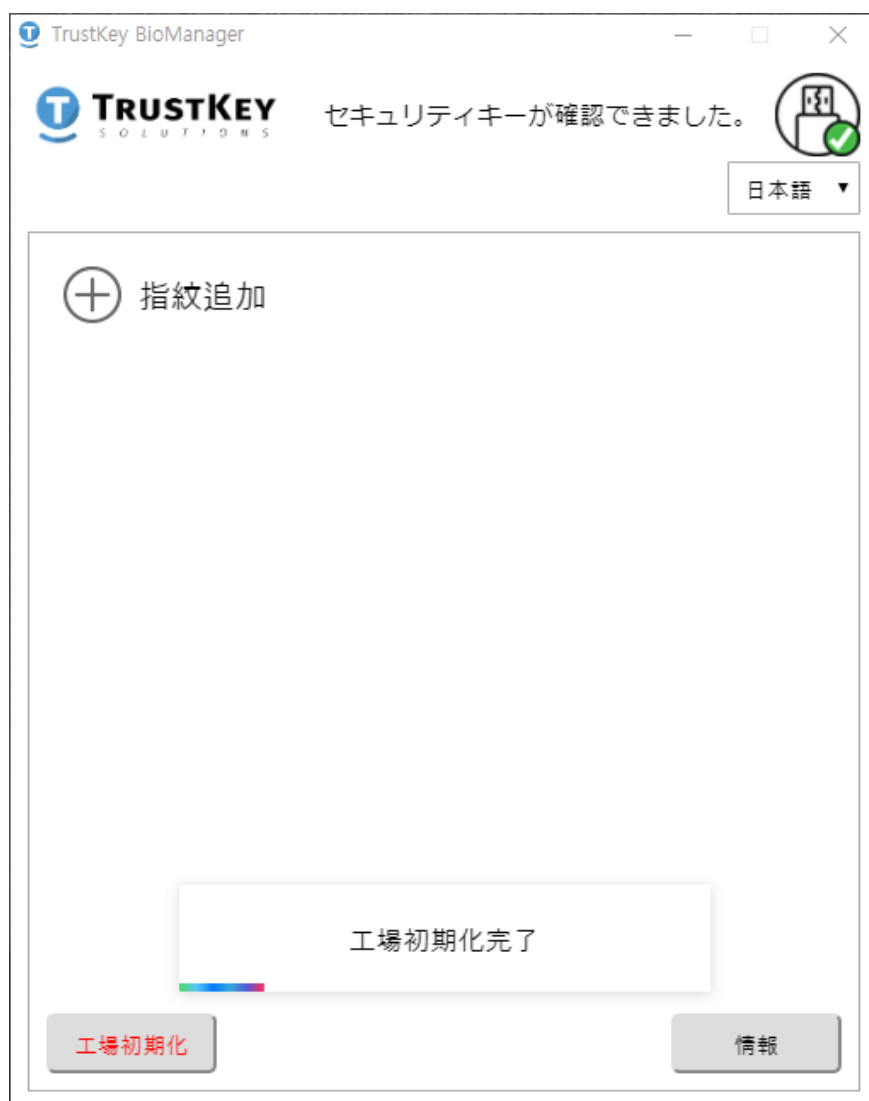 TrustKey BioManager
TRUSTKEY
SOLUTIONS
セキュリティキーが確認できました。
日本語
指紋追加
工場初期化完了
工場初期化
情報